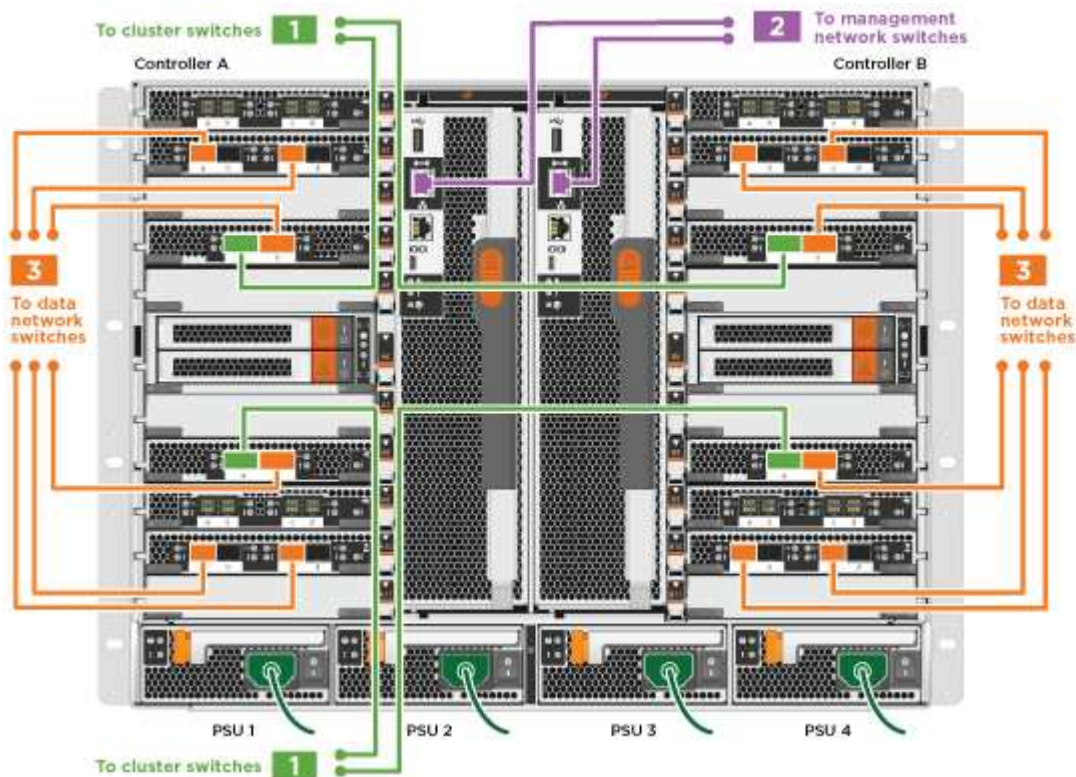 To cluster switches 1
2 To management
network switches
Controller A
Controller B
3
To data
network
switches
3
To data
network
switches
PSU 1
PSU 2
PSU 3
PSU 4
To cluster switches 1